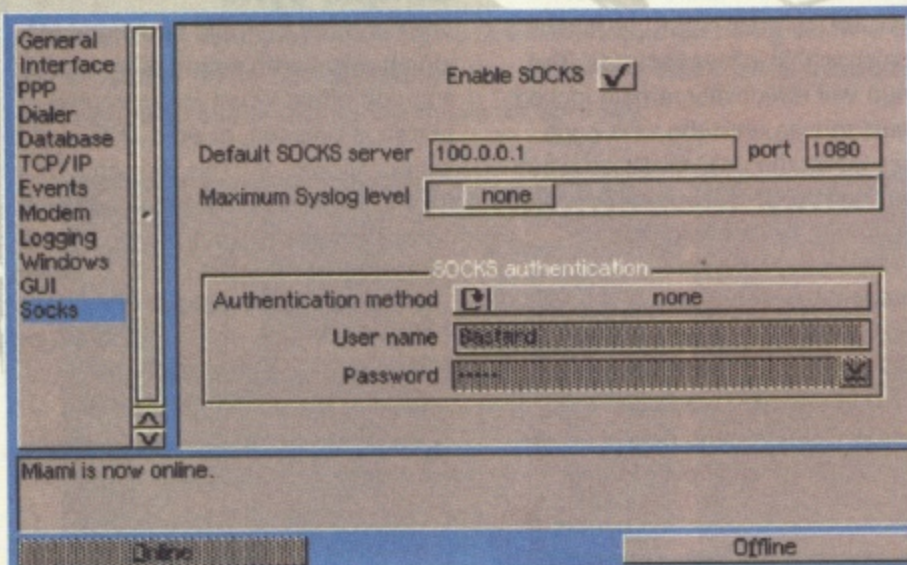 General
Interface
PPP
Dialer
Database
TCP/IP
Events
Modem
Logging
Windows
GUI
Socks
Enable SOCKS
Default SOCKS server 100.0.0.1 port 1080
Maximum Syslog level none
SOCKS authentication
Authentication method none
User name Bastard
Password •••••
Miami is now online.
Online Offline